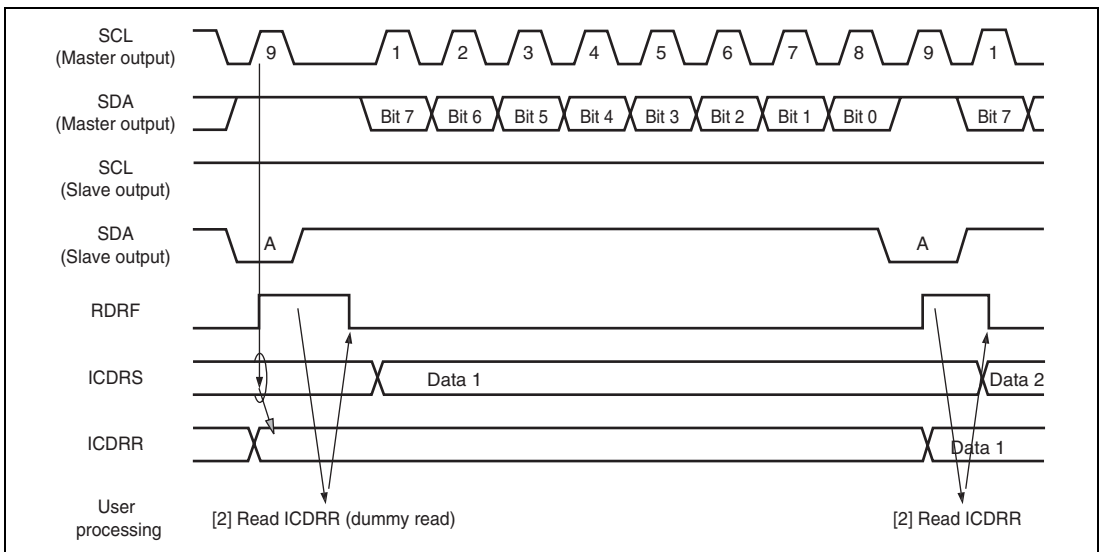 SCL
(Master output)
9 1 2 3 4 5 6 7 8 9 1
SDA
(Master output)
Bit 7 Bit 6 Bit 5 Bit 4 Bit 3 Bit 2 Bit 1 Bit 0 Bit 7
SCL
(Slave output)
SDA
(Slave output)
A A
RDRF
ICDRS
Data 1 Data 2
ICDRR
Data 1
User
processing
[2] Read ICDRR (dummy read) [2] Read ICDRR